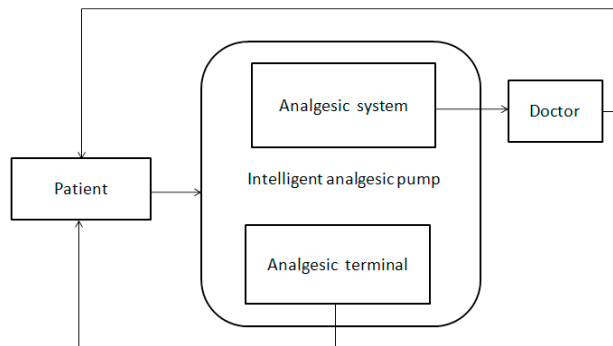 Analgesic system
Doctor
Intelligent analgesic pump
Patient
Analgesic terminal